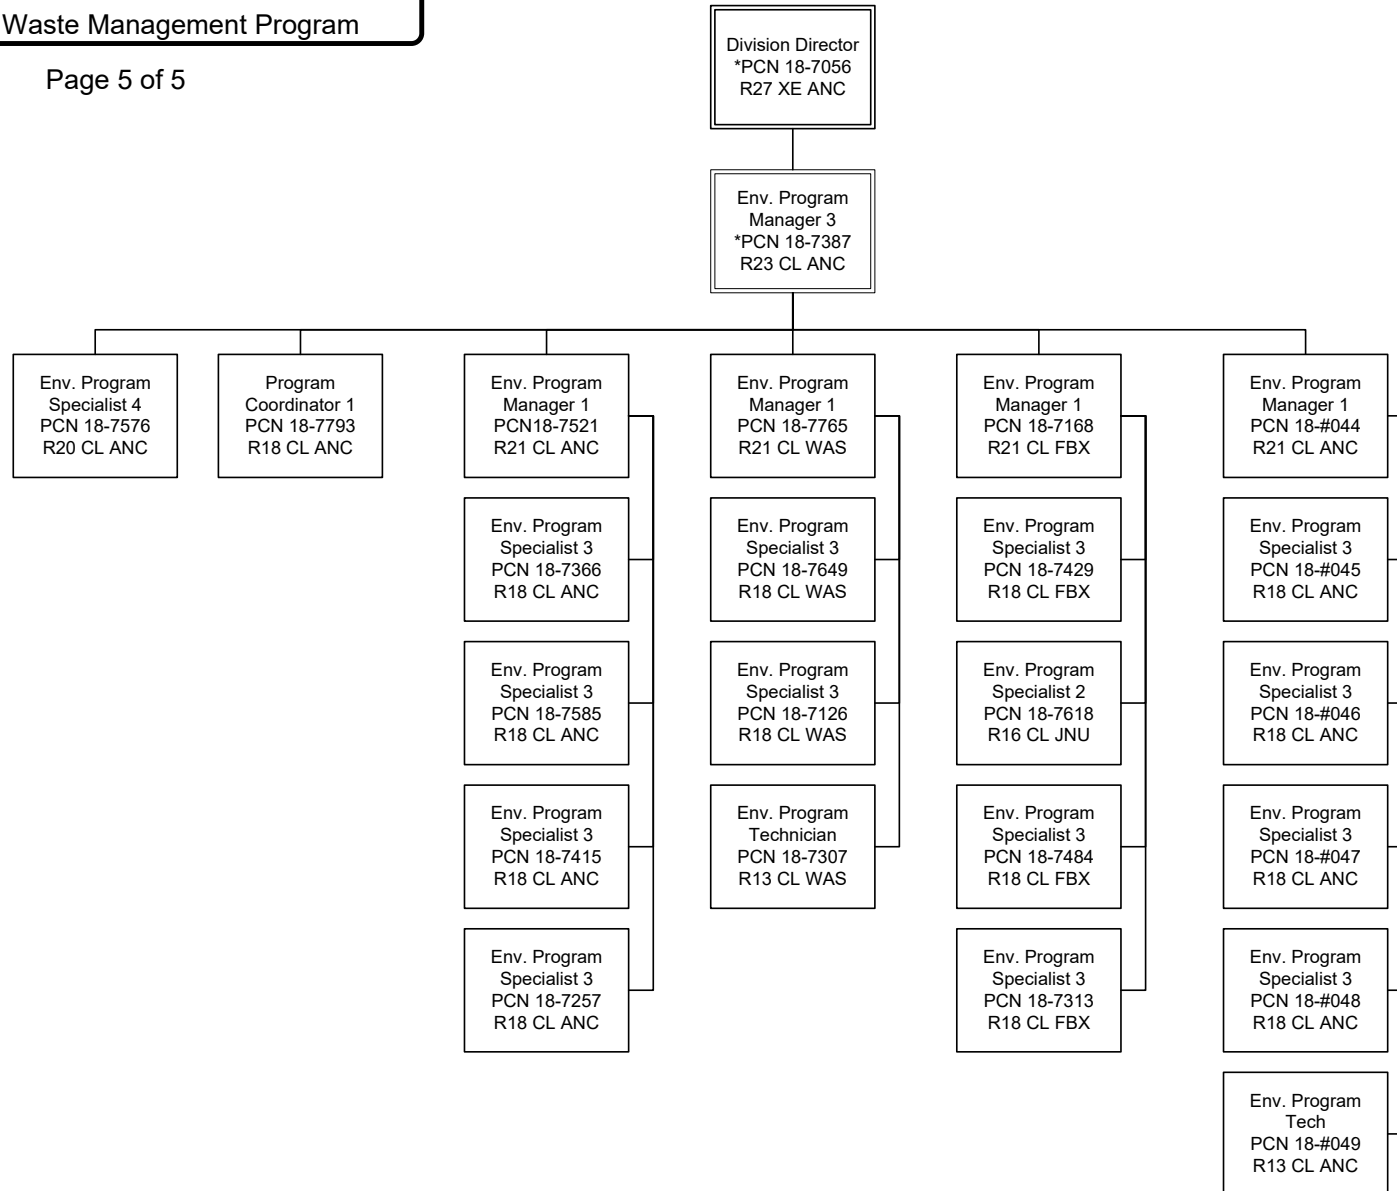 Waste Management Program
Page 5 of 5
Division Director
*PCN 18-7056
R27 XE ANC
Env. Program
Manager 3
*PCN 18-7387
R23 CL ANC
Env. Program
Specialist 4
PCN 18-7576
R20 CL ANC
Program
Coordinator 1
PCN 18-7793
R18 CL ANC
Env. Program
Manager 1
PCN18-7521
R21 CL ANC
Env. Program
Specialist 3
PCN 18-7366
R18 CL ANC
Env. Program
Specialist 3
PCN 18-7585
R18 CL ANC
Env. Program
Specialist 3
PCN 18-7415
R18 CL ANC
Env. Program
Specialist 3
PCN 18-7257
R18 CL ANC
Env. Program
Manager 1
PCN 18-7765
R21 CL WAS
Env. Program
Specialist 3
PCN 18-7649
R18 CL WAS
Env. Program
Specialist 3
PCN 18-7126
R18 CL WAS
Env. Program
Technician
PCN 18-7307
R13 CL WAS
Env. Program
Manager 1
PCN 18-7168
R21 CL FBX
Env. Program
Specialist 3
PCN 18-7429
R18 CL FBX
Env. Program
Specialist 2
PCN 18-7618
R16 CL JNU
Env. Program
Specialist 3
PCN 18-7484
R18 CL FBX
Env. Program
Specialist 3
PCN 18-7313
R18 CL FBX
Env. Program
Manager 1
PCN 18-#044
R21 CL ANC
Env. Program
Specialist 3
PCN 18-#045
R18 CL ANC
Env. Program
Specialist 3
PCN 18-#046
R18 CL ANC
Env. Program
Specialist 3
PCN 18-#047
R18 CL ANC
Env. Program
Specialist 3
PCN 18-#048
R18 CL ANC
Env. Program
Tech
PCN 18-#049
R13 CL ANC